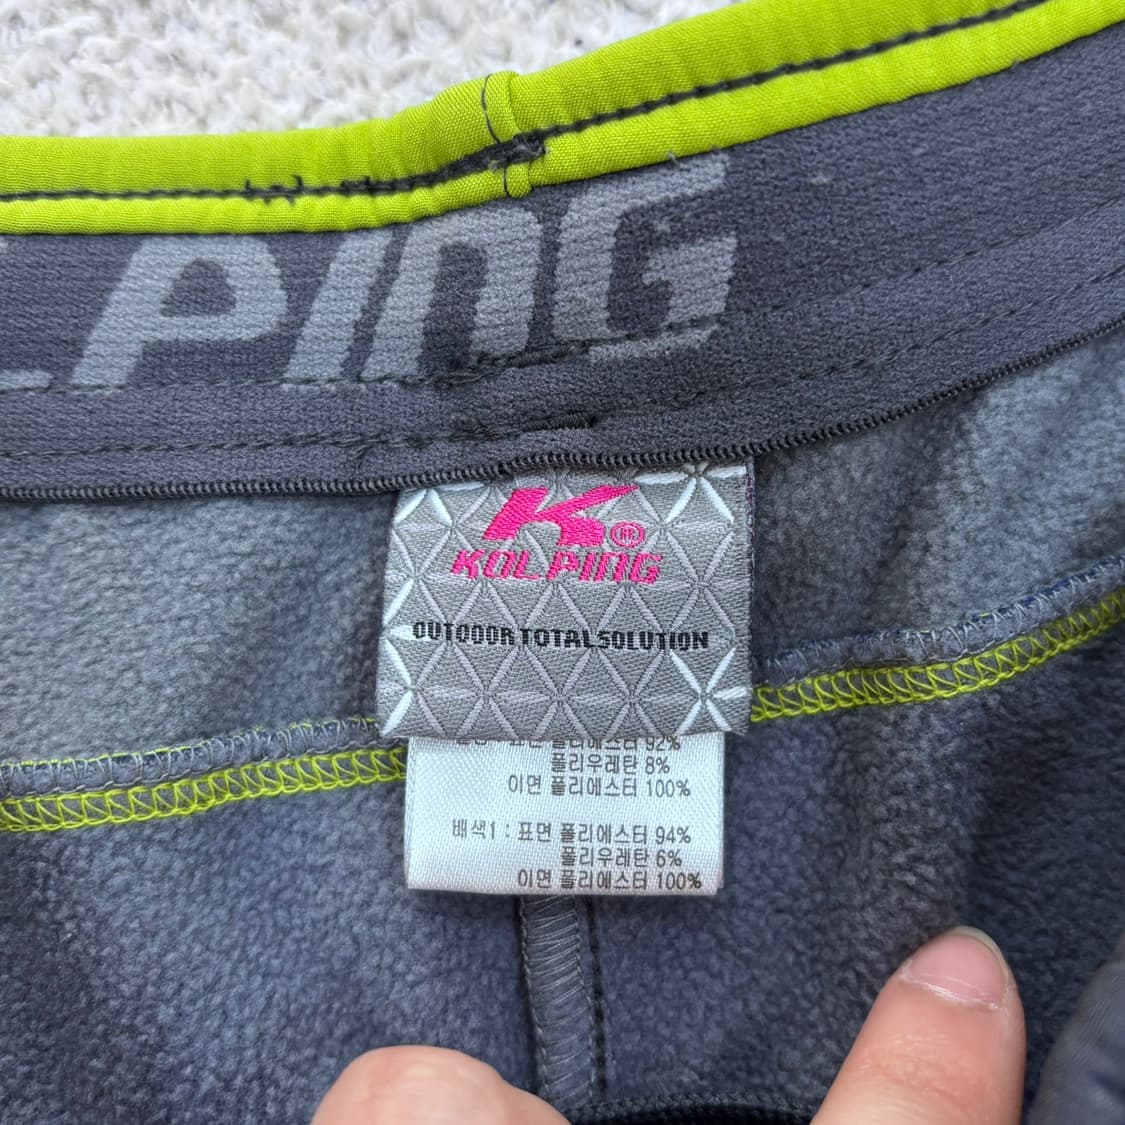 LPING
K®
KOLPING
OUTDOOR TOTAL SOLUTION
표면 폴리에스터 92%
폴리우레탄 8%
이면 폴리에스터 100%
배색1 : 표면 폴리에스터 94%
폴리우레탄 6%
이면 폴리에스터 100%